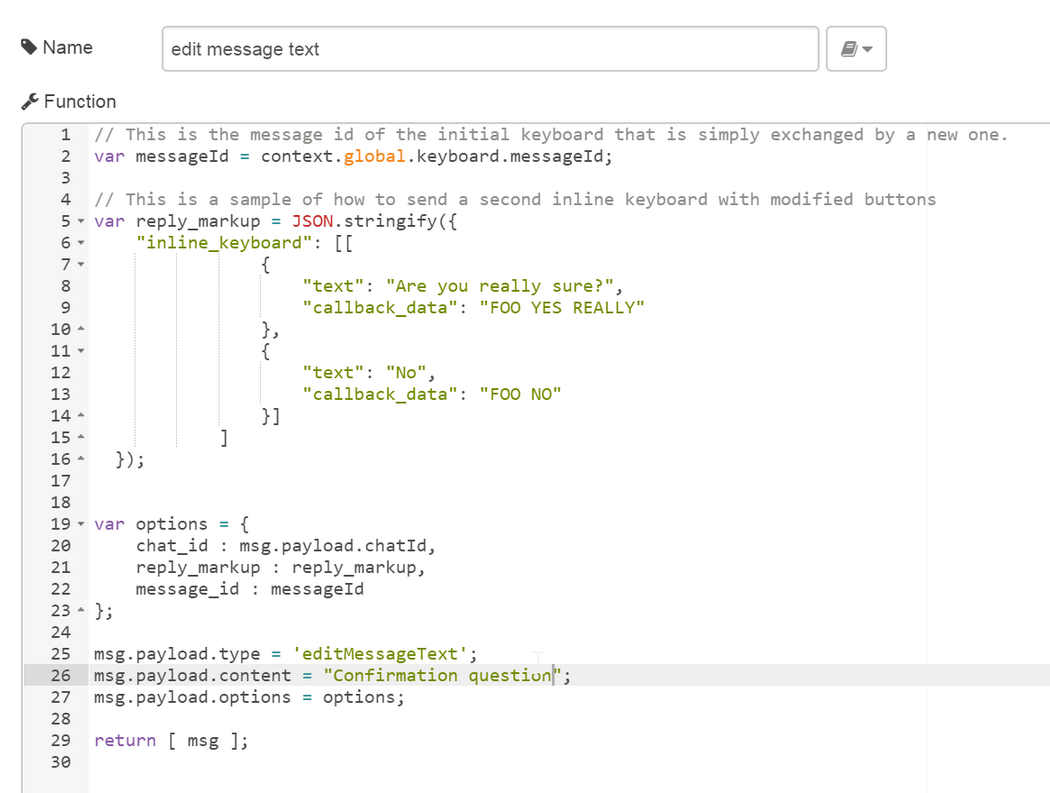 Name
edit message text
Function
1 // This is the message id of the initial keyboard that is simply exchanged by a new one.
2 var messageId = context.global.keyboard.messageId;
3
4 // This is a sample of how to send a second inline keyboard with modified buttons
5 var reply_markup = JSON.stringify({
6     "inline_keyboard": [[
7                 {
8                     "text": "Are you really sure?",
9                     "callback_data": "FOO YES REALLY"
10                 },
11                 {
12                     "text": "No",
13                     "callback_data": "FOO NO"
14                 }]
15             ]
16   });
17
18
19 var options = {
20     chat_id : msg.payload.chatId,
21     reply_markup : reply_markup,
22     message_id : messageId
23 };
24
25 msg.payload.type = 'editMessageText';
26 msg.payload.content = "Confirmation question";
27 msg.payload.options = options;
28
29 return [ msg ];
30